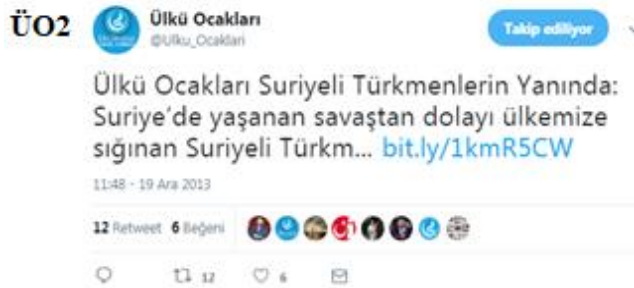 ÜO2
Ülkü Ocakları
@Ulku_Ocaklari
Takip ediliyor
Ülkü Ocakları Suriyeli Türkmenlerin Yanında:
Suriye'de yaşanan savaştan dolayı ülkemize
sığınan Suriyeli Türkm... bit.ly/1kmR5CW
11:48 - 19 Ara 2013
12 Retweet 6 Beğeni
12 6